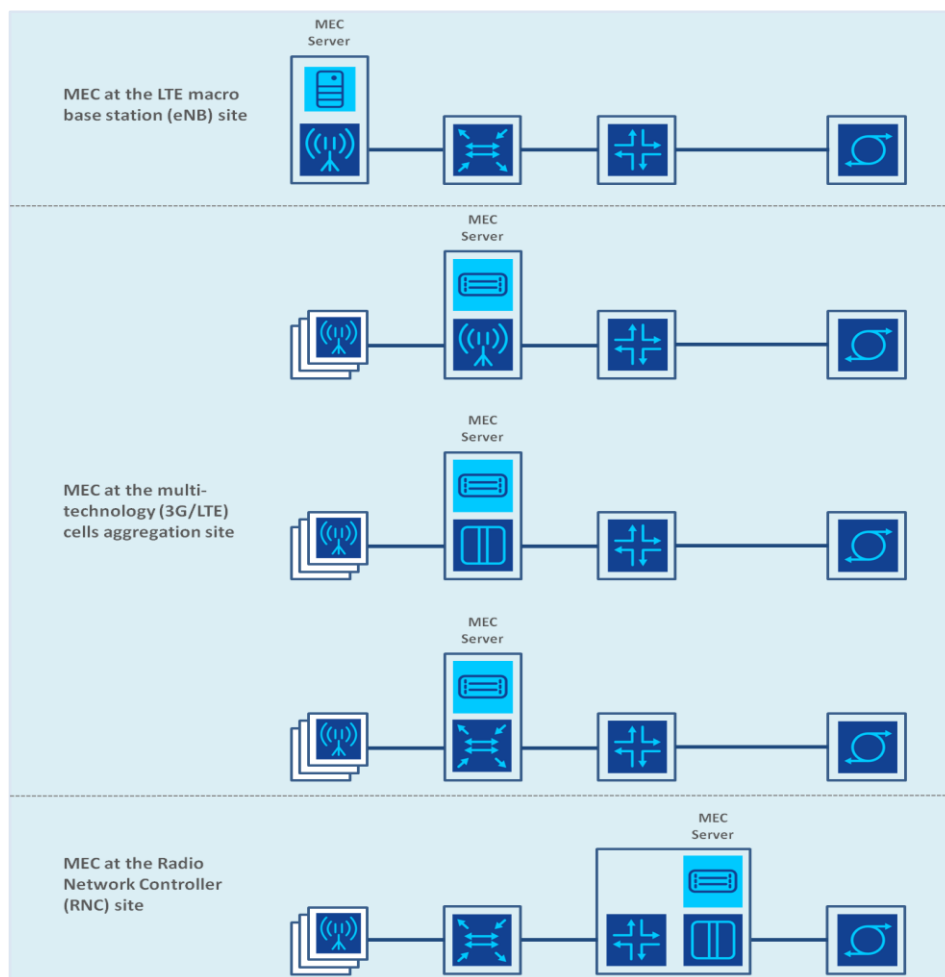 MEC
Server
MEC at the LTE macro
base station (eNB) site
MEC
Server
MEC
Server
MEC at the multi-
technology (3G/LTE)
cells aggregation site
MEC
Server
MEC
Server
MEC at the Radio
Network Controller
(RNC) site